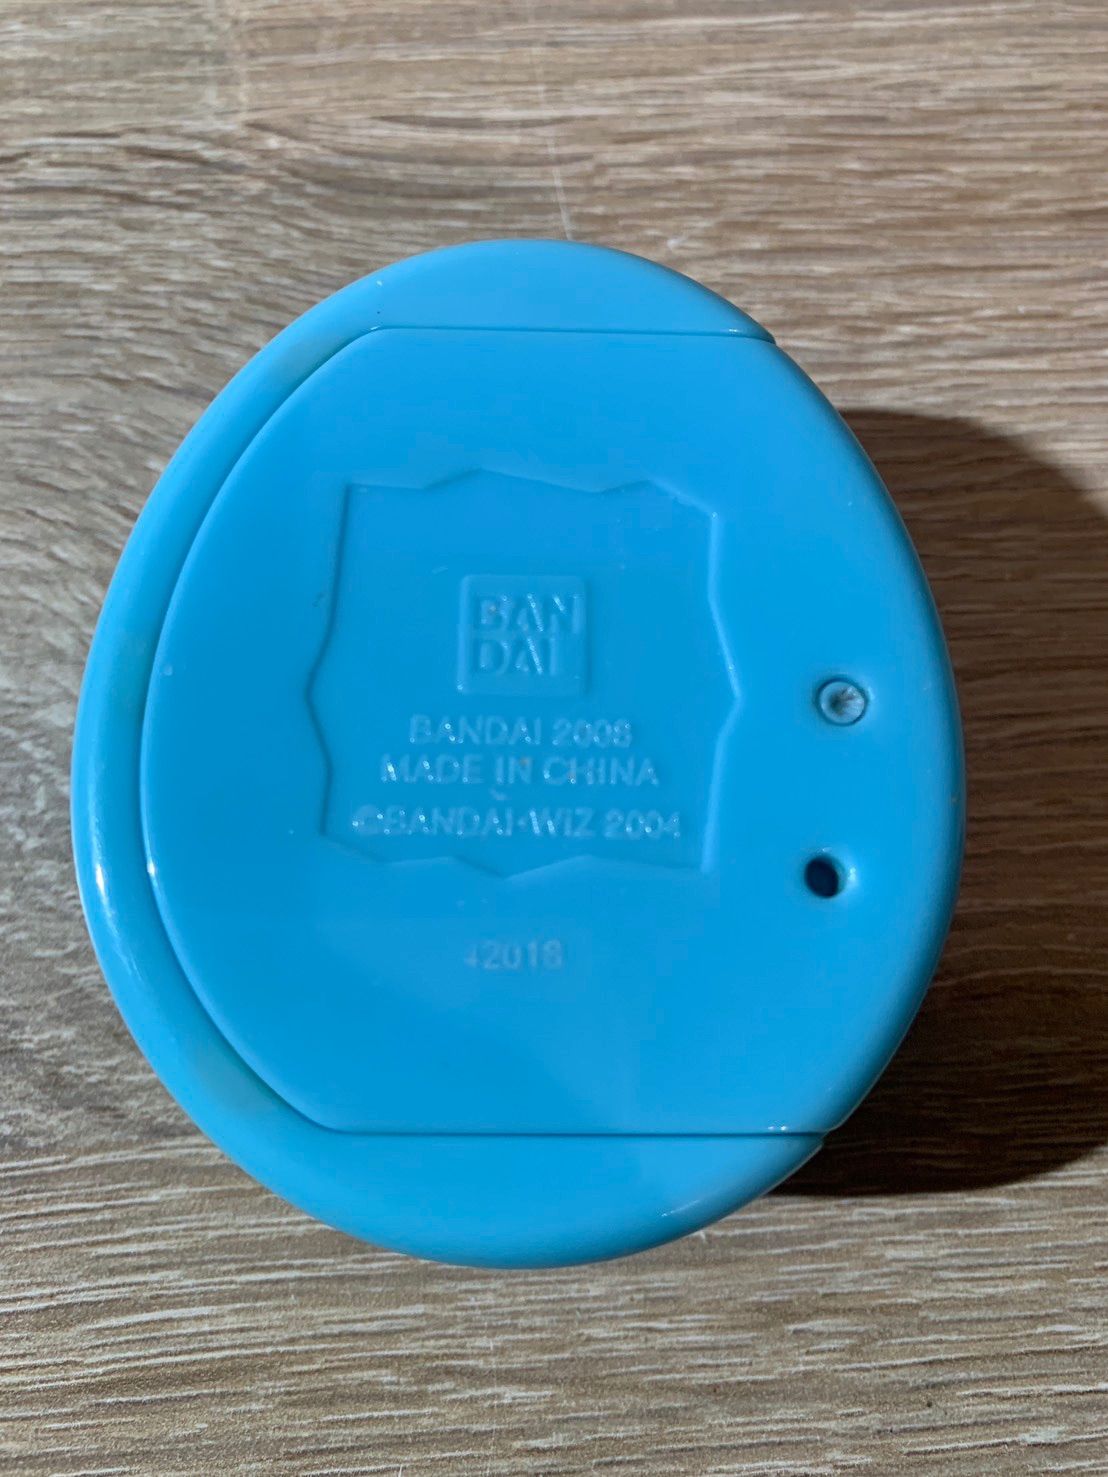 BAN
DAI
BANDAI 2008
MADE IN CHINA
©BANDAI•WIZ 2004
42018